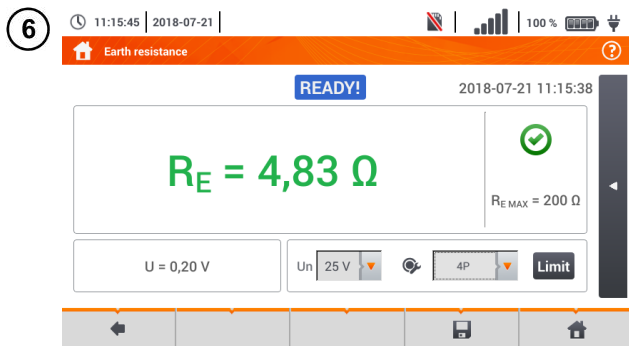 6
11:15:45 2018-07-21 100 %
Earth resistance ?
READY! 2018-07-21 11:15:38
RE = 4,83 Ω
RE MAX = 200 Ω
U = 0,20 V Un 25 V 4P Limit